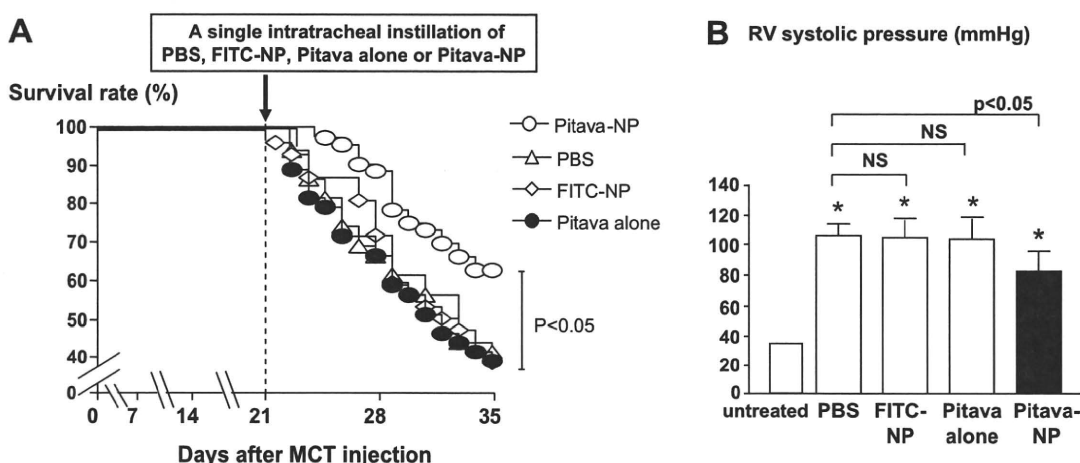 A
A single intratracheal instillation of
PBS, FITC-NP, Pitava alone or Pitava-NP
Survival rate (%)
100
90
80
70
60
50
40
0
0 7 14 21 28 35
Days after MCT injection
Pitava-NP
PBS
FITC-NP
Pitava alone
P<0.05
B RV systolic pressure (mmHg)
p<0.05
NS
NS
140
120
100
80
60
40
20
0
* * * *
untreated PBS FITC- Pitava Pitava-
NP alone NP